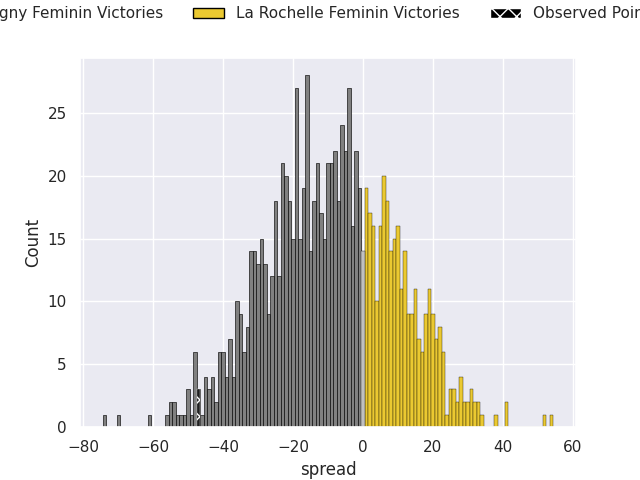 gny Feminin Victories La Rochelle Feminin Victories Observed Poin
Count
25
20
15
10
5
0
−80 −60 −40 −20 0 20 40 60
spread